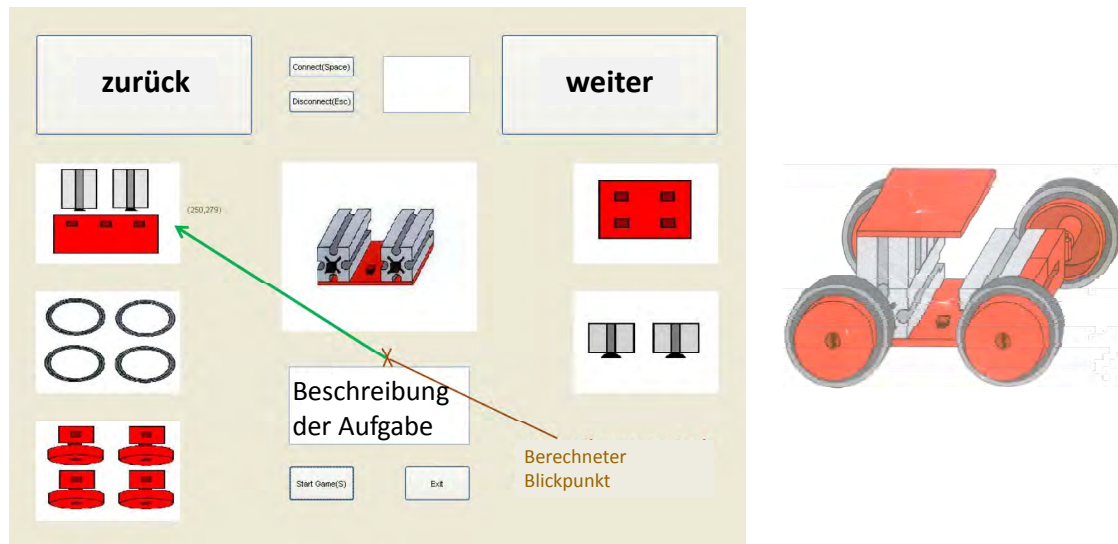 zurück
Connect(Space)
Disconnect(Esc)
weiter
(250,279)
Beschreibung
der Aufgabe
Berechneter
Blickpunkt
Start Game(S)
Exit